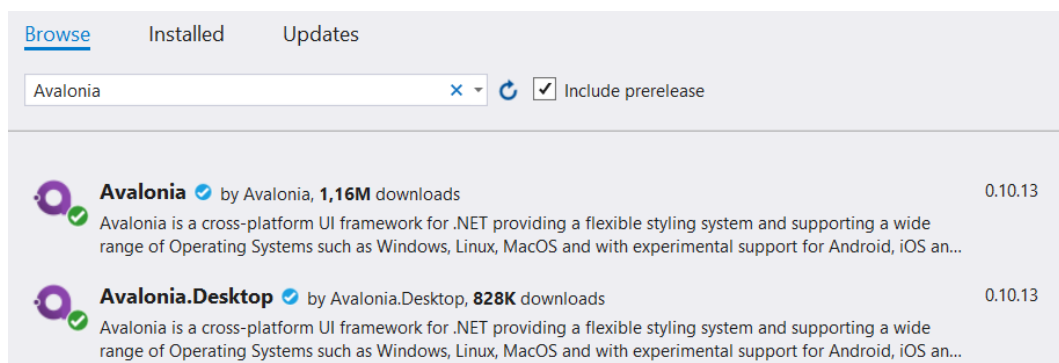 Browse Installed Updates
Avalonia Include prerelease
Avalonia by Avalonia, 1,16M downloads 0.10.13
Avalonia is a cross-platform UI framework for .NET providing a flexible styling system and supporting a wide
range of Operating Systems such as Windows, Linux, MacOS and with experimental support for Android, iOS an...
Avalonia.Desktop by Avalonia.Desktop, 828K downloads 0.10.13
Avalonia is a cross-platform UI framework for .NET providing a flexible styling system and supporting a wide
range of Operating Systems such as Windows, Linux, MacOS and with experimental support for Android, iOS an...